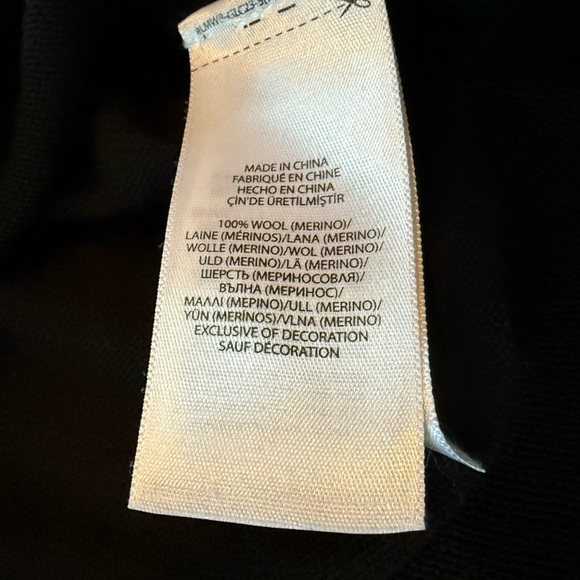 MADE IN CHINA
FABRIQUÉ EN CHINE
HECHO EN CHINA
ÇİN'DE ÜRETİLMİŞTİR
100% WOOL (MERINO)/
LAINE (MÉRINOS)/LANA (MERINO)/
WOLLE (MERINO)/WOL (MERINO)/
ULD (MERINO)/LÃ (MERINO)/
ШЕРСТЬ (МЕРИНОСОВАЯ)/
ВЪЛНА (МЕРИНОС)/
ΜΑΛΛΙ (ΜΕΡΙΝΟ)/ULL (MERINO)/
YÜN (MERİNOS)/VLNA (MERINO)
EXCLUSIVE OF DECORATION
SAUF DÉCORATION